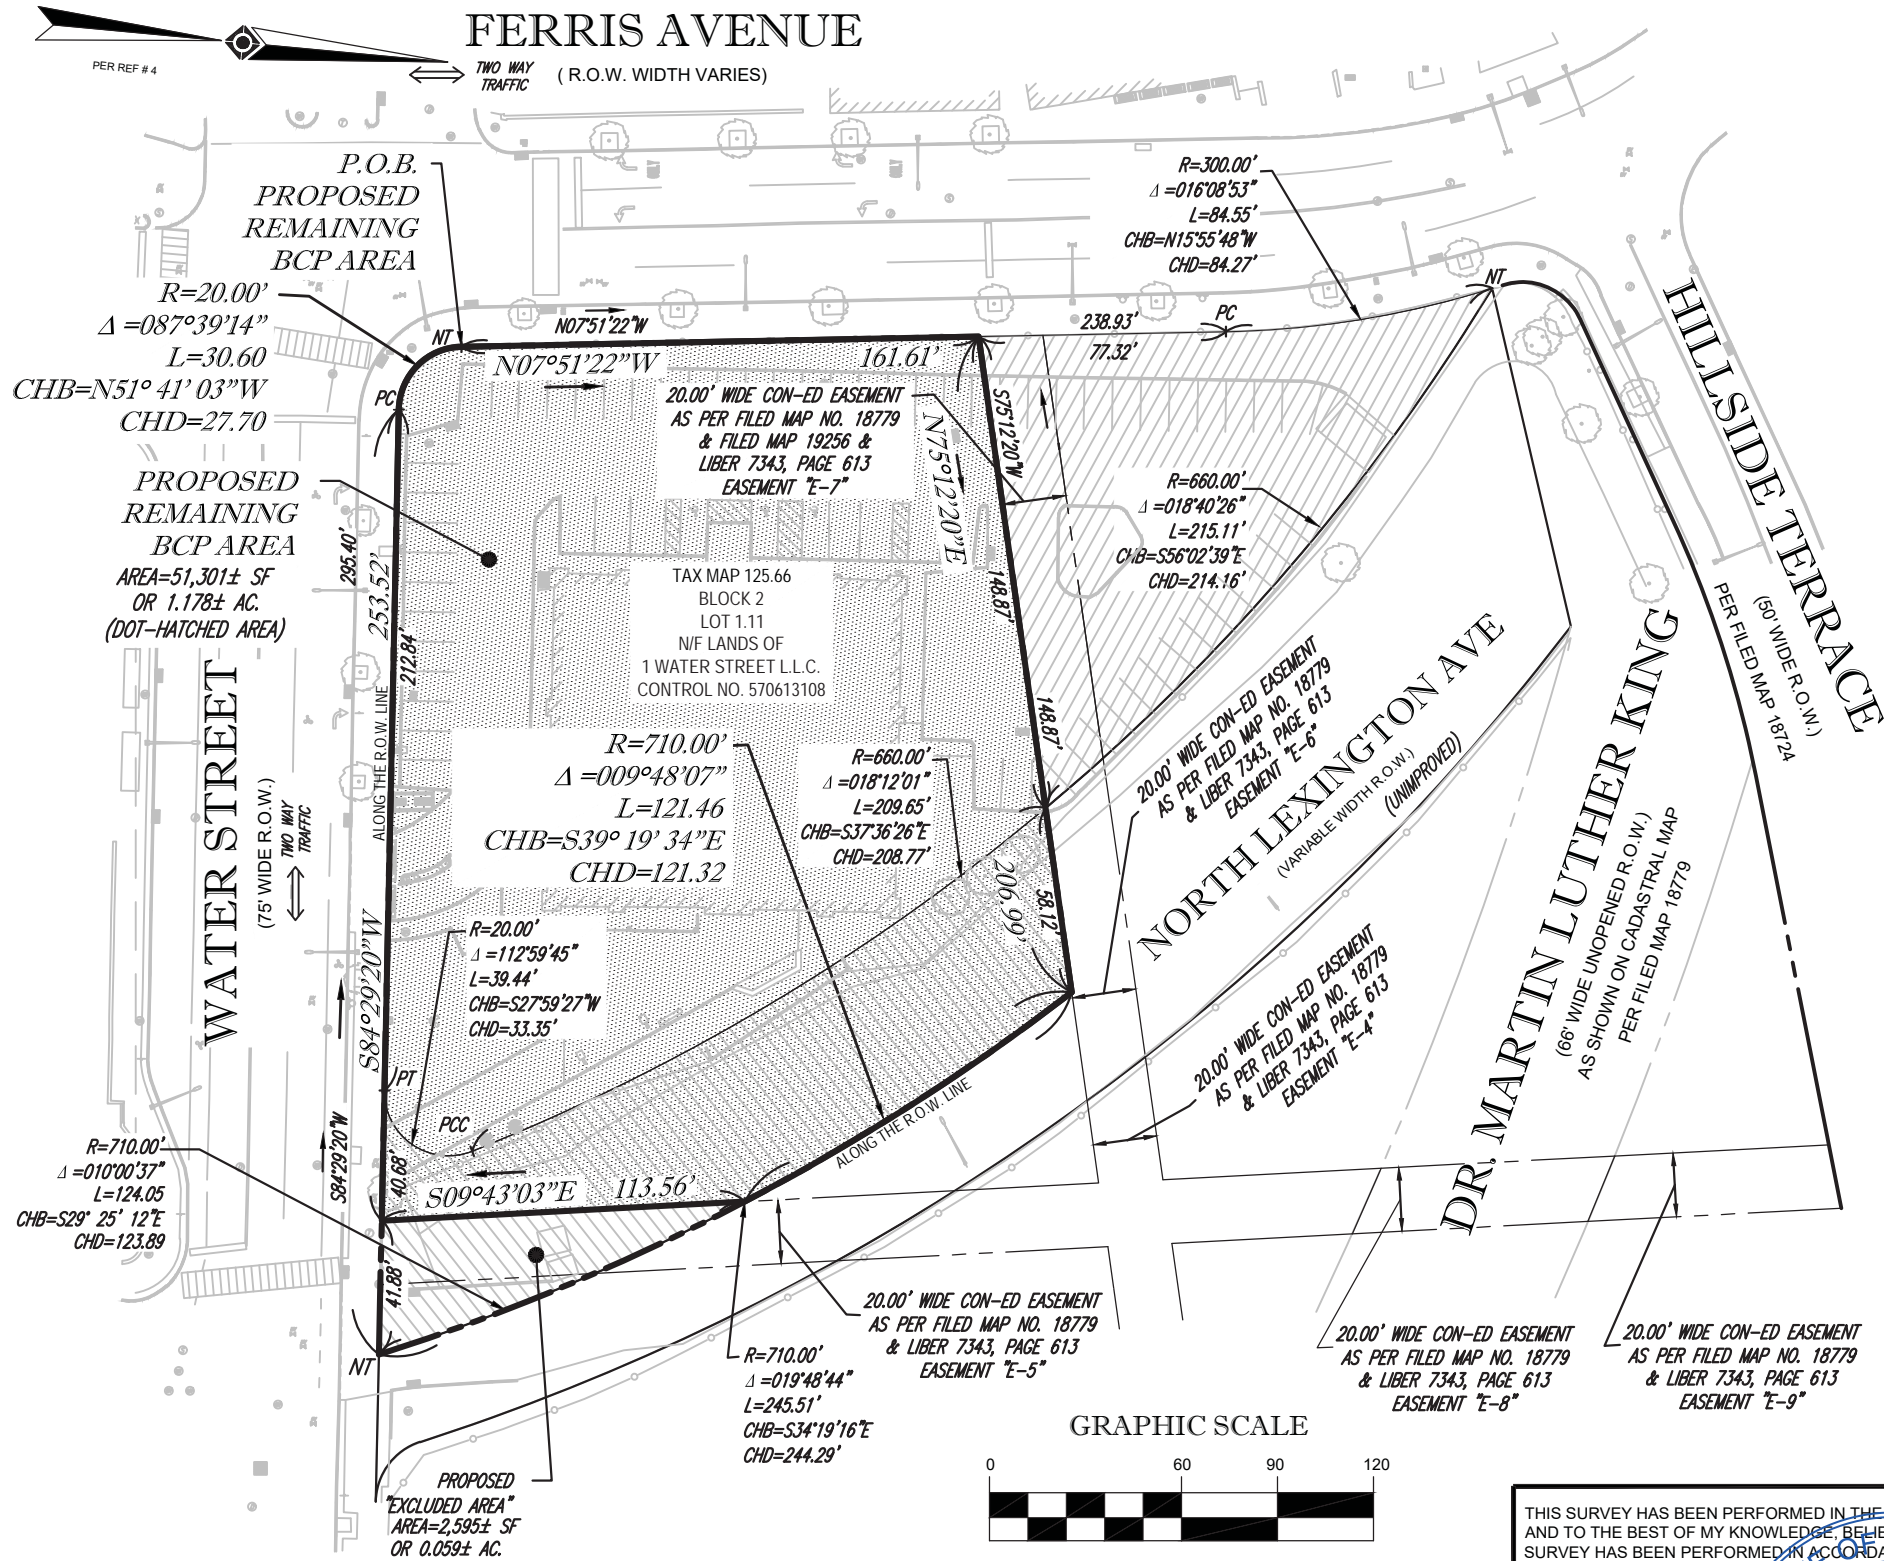 FERRIS AVENUE
( R.O.W. WIDTH VARIES)
TWO WAY
TRAFFIC
PER REF # 4
P.O.B.
PROPOSED
REMAINING
BCP AREA
R=20.00'
Δ =087°39'14"
L=30.60
CHB=N51° 41' 03"W
CHD=27.70
NT
PC
N07°51'22"W
N07°51'22"W
161.61'
238.93'
77.32'
PC
NT
R=300.00'
Δ =016°08'53"
L=84.55'
CHB=N15°55'48"W
CHD=84.27'
HILLSIDE TERRACE
(50' WIDE R.O.W.)
PER FILED MAP 18724
20.00' WIDE CON-ED EASEMENT
AS PER FILED MAP NO. 18779
& FILED MAP 19256 &
LIBER 7343, PAGE 613
EASEMENT "E-7"
S75°12'20"W
N75°12'20"E
148.87'
148.87'
206.99'
58.12'
R=660.00'
Δ =018°40'26"
L=215.11'
CHB=S56°02'39"E
CHD=214.16'
PROPOSED
REMAINING
BCP AREA
AREA=51,301± SF
OR 1.178± AC.
(DOT-HATCHED AREA)
295.40'
253.52"
212.84'
ALONG THE R.O.W. LINE
S84°29'20"W
WATER STREET
(75' WIDE R.O.W.)
TWO WAY
TRAFFIC
TAX MAP 125.66
BLOCK 2
LOT 1.11
N/F LANDS OF
1 WATER STREET L.L.C.
CONTROL NO. 570613108
R=710.00'
Δ =009°48'07"
L=121.46
CHB=S39° 19' 34"E
CHD=121.32
R=660.00'
Δ =018°12'01"
L=209.65'
CHB=S37°36'26"E
CHD=208.77'
R=20.00'
Δ =112°59'45"
L=39.44'
CHB=S27°59'27"W
CHD=33.35'
PT
PCC
20.00' WIDE CON-ED EASEMENT
AS PER FILED MAP NO. 18779
& LIBER 7343, PAGE 613
EASEMENT "E-6"
NORTH LEXINGTON AVE
(VARIABLE WIDTH R.O.W.)
(UNIMPROVED)
20.00' WIDE CON-ED EASEMENT
AS PER FILED MAP NO. 18779
& LIBER 7343, PAGE 613
EASEMENT "E-4"
DR. MARTIN LUTHER KING
(66' WIDE UNOPENED R.O.W.)
AS SHOWN ON CADASTRAL MAP
PER FILED MAP 18779
ALONG THE R.O.W. LINE
S84°29'20"W
40.68'
S09°43'03"E
113.56'
R=710.00'
Δ =010°00'37"
L=124.05
CHB=S29° 25' 12"E
CHD=123.89
41.88'
NT
20.00' WIDE CON-ED EASEMENT
AS PER FILED MAP NO. 18779
& LIBER 7343, PAGE 613
EASEMENT "E-5"
R=710.00'
Δ =019°48'44"
L=245.51'
CHB=S34°19'16"E
CHD=244.29'
20.00' WIDE CON-ED EASEMENT
AS PER FILED MAP NO. 18779
& LIBER 7343, PAGE 613
EASEMENT "E-8"
20.00' WIDE CON-ED EASEMENT
AS PER FILED MAP NO. 18779
& LIBER 7343, PAGE 613
EASEMENT "E-9"
PROPOSED
"EXCLUDED AREA"
AREA=2,595± SF
OR 0.059± AC.
GRAPHIC SCALE
0 60 90 120
THIS SURVEY HAS BEEN PERFORMED IN THE
AND TO THE BEST OF MY KNOWLEDGE,
SURVEY HAS BEEN PERFORMED IN
OF